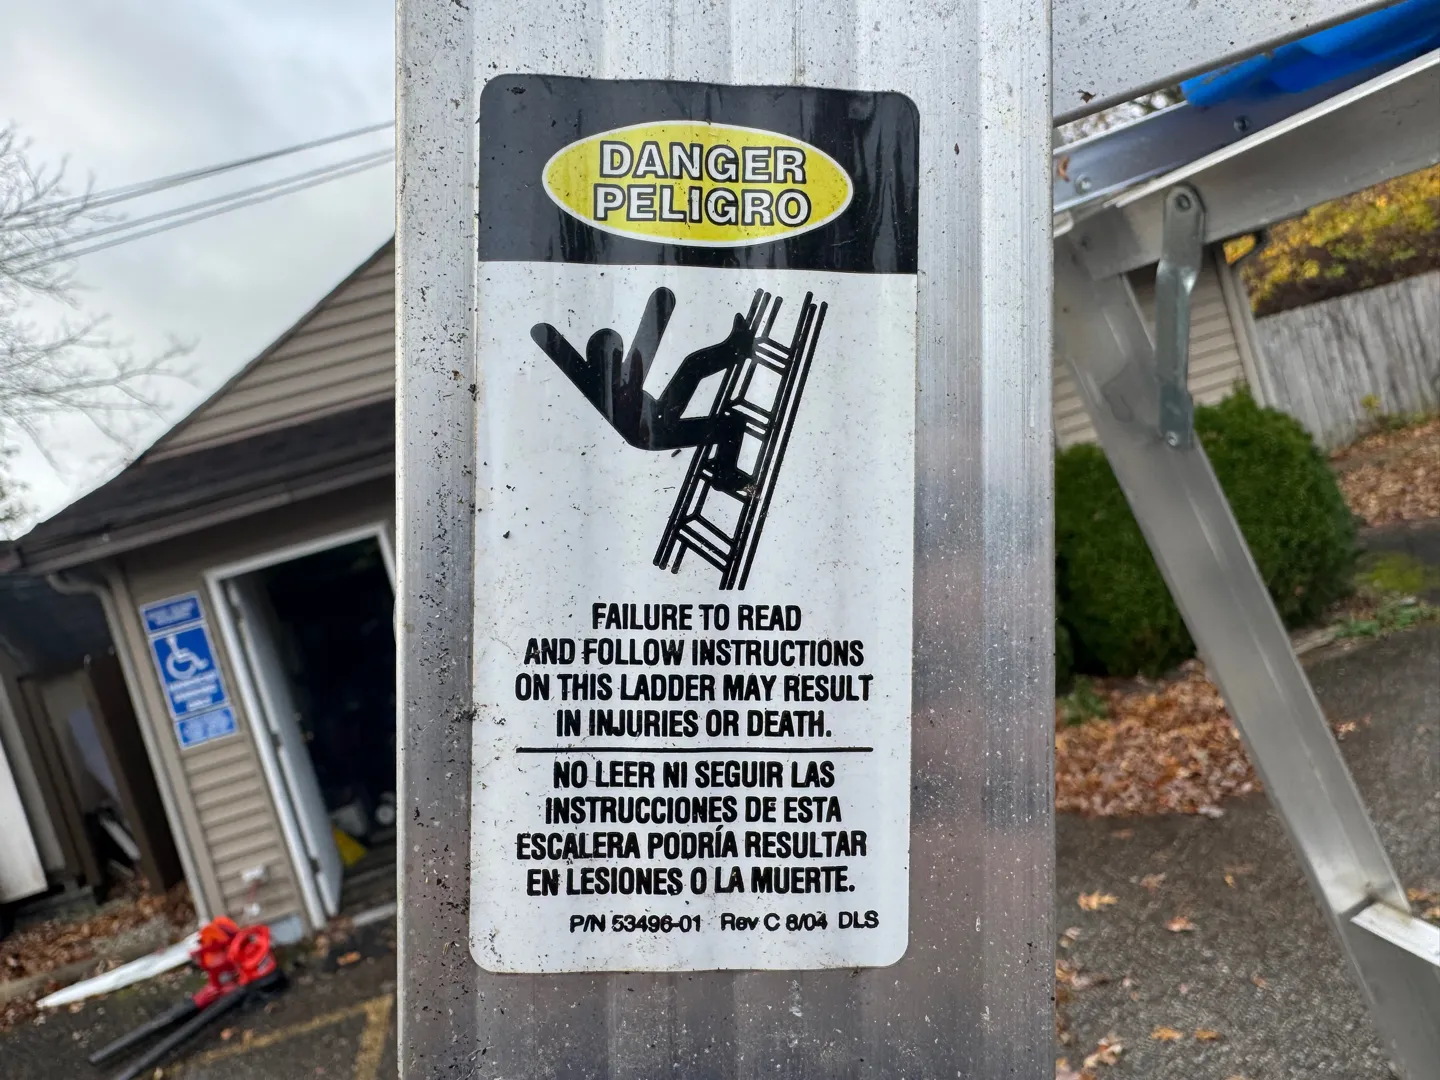 DANGER
PELIGRO
FAILURE TO READ
AND FOLLOW INSTRUCTIONS
ON THIS LADDER MAY RESULT
IN INJURIES OR DEATH.
NO LEER NI SEGUIR LAS
INSTRUCCIONES DE ESTA
ESCALERA PODRÍA RESULTAR
EN LESIONES O LA MUERTE.
P/N 53496-01 Rev C 8/04 DLS